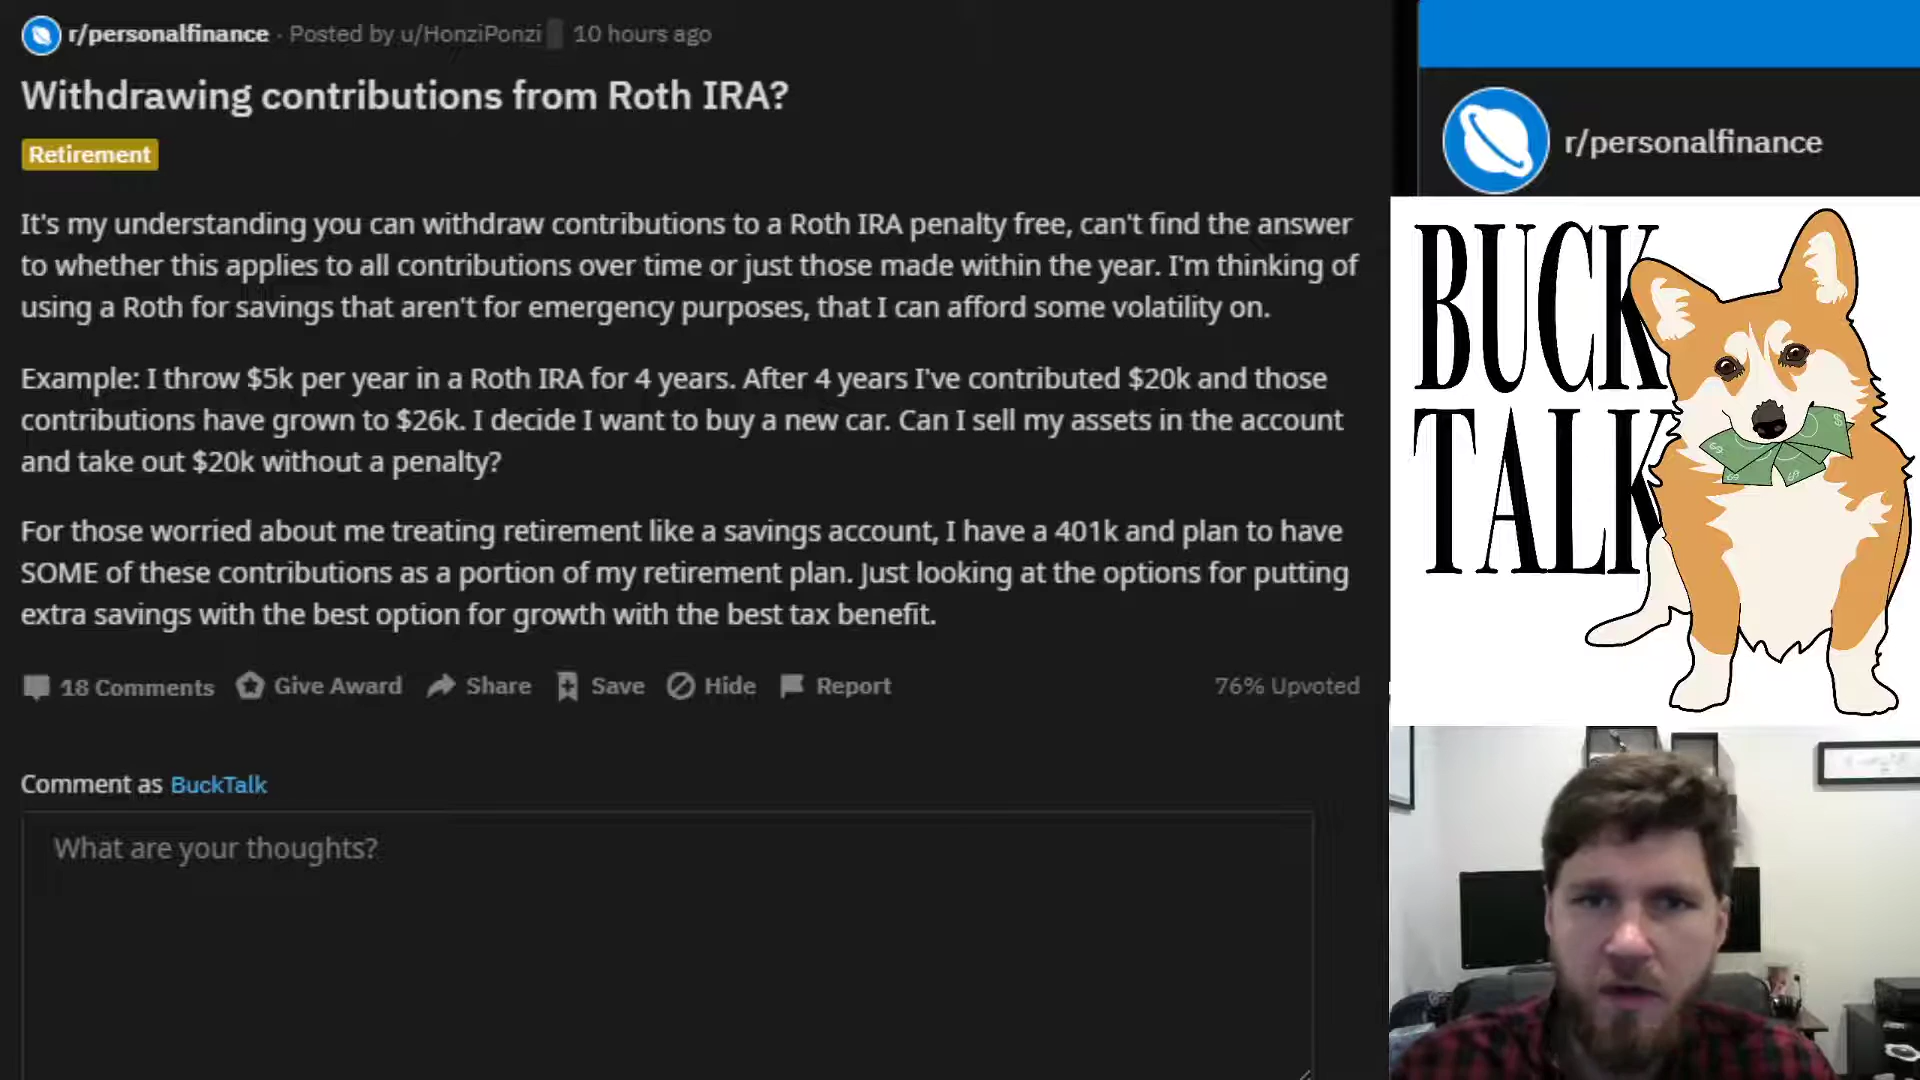 r/personalfinance · Posted by u/HonziPonzi 10 hours ago
Withdrawing contributions from Roth IRA?
Retirement
It's my understanding you can withdraw contributions to a Roth IRA penalty free, can't find the answer
to whether this applies to all contributions over time or just those made within the year. I'm thinking of
using a Roth for savings that aren't for emergency purposes, that I can afford some volatility on.
Example: I throw $5k per year in a Roth IRA for 4 years. After 4 years I've contributed $20k and those
contributions have grown to $26k. I decide I want to buy a new car. Can I sell my assets in the account
and take out $20k without a penalty?
For those worried about me treating retirement like a savings account, I have a 401k and plan to have
SOME of these contributions as a portion of my retirement plan. Just looking at the options for putting
extra savings with the best option for growth with the best tax benefit.
18 Comments Give Award Share Save Hide Report 76% Upvoted
Comment as BuckTalk
What are your thoughts?
r/personalfinance
BUCK
TALK